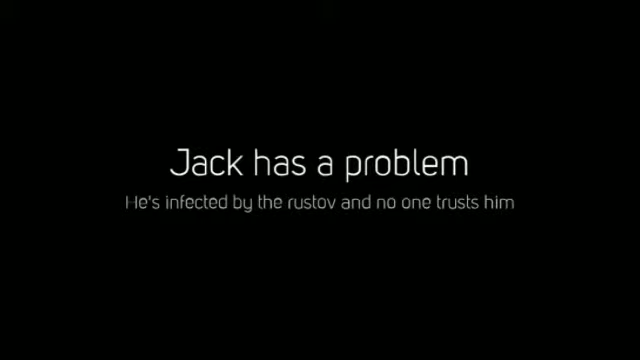 Jack has a problem
He's infected by the rustov and no one trusts him